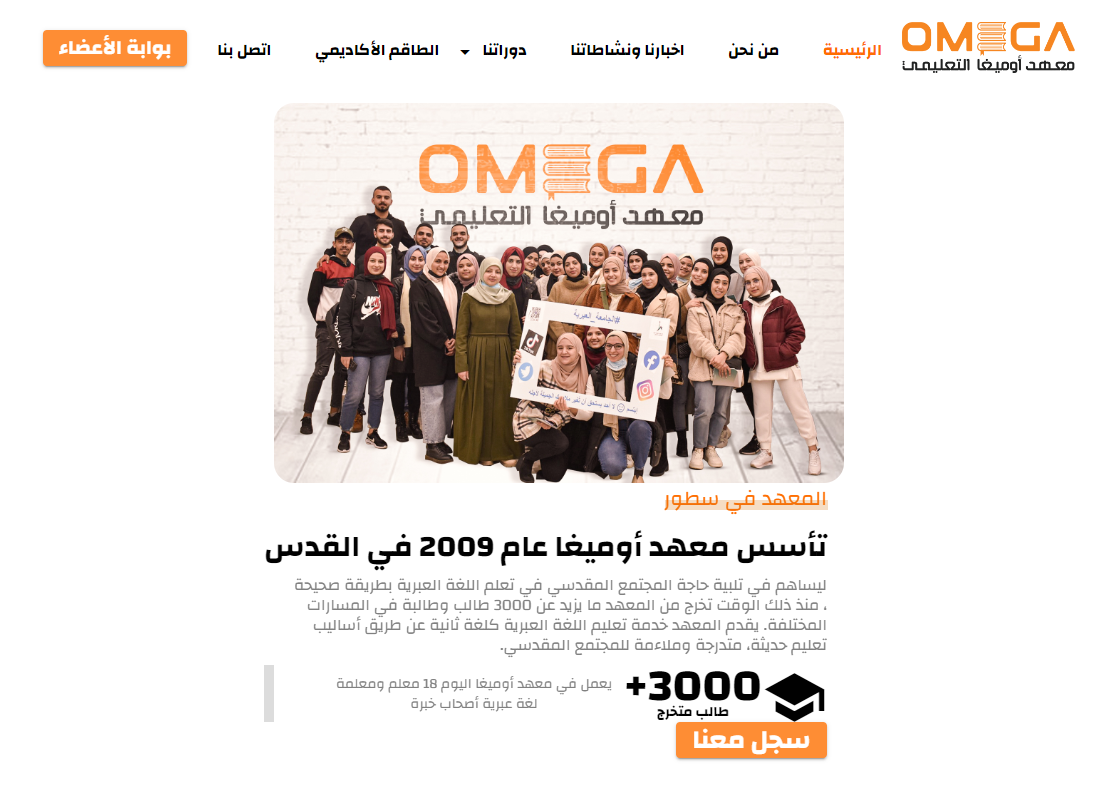 OMEGA
معهد أوميغا التعليمي
الرئيسية
من نحن
اخبارنا ونشاطاتنا
دوراتنا
الطاقم الأكاديمي
اتصل بنا
بوابة الأعضاء
OMEGA
معهد أوميغا التعليمي
#الجامعة_العبرية
المعهد في سطور
تأسس معهد أوميغا عام 2009 في القدس
ليساهم في تلبية حاجة المجتمع المقدسي في تعلم اللغة العبرية بطريقة صحيحة
، منذ ذلك الوقت تخرج من المعهد ما يزيد عن 3000 طالب وطالبة في المسارات
المختلفة. يقدم المعهد خدمة تعليم اللغة العبرية كلغة ثانية عن طريق أساليب
تعليم حديثة، متدرجة وملاءمة للمجتمع المقدسي.
+3000
طالب متخرج
يعمل في معهد أوميغا اليوم 18 معلم ومعلمة
لغة عبرية أصحاب خبرة
سجل معنا